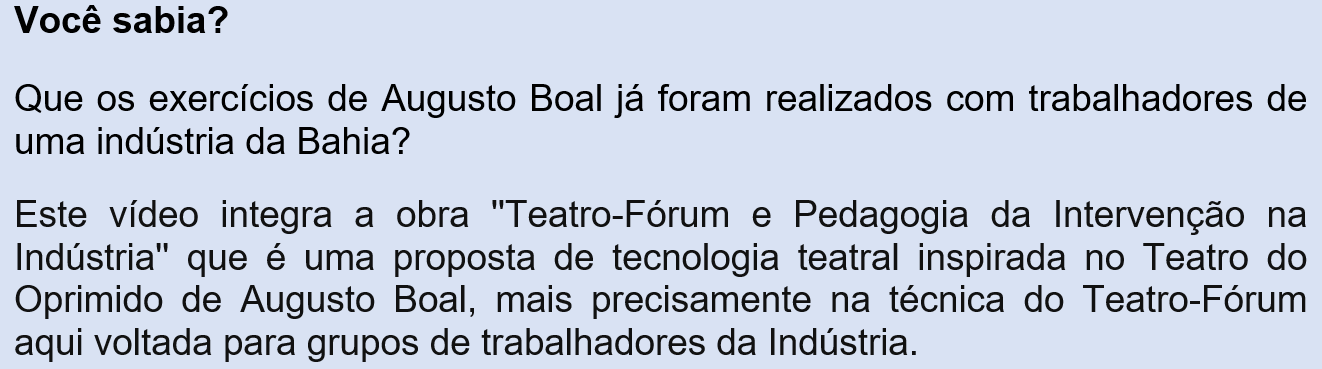 Você sabia?
Que os exercícios de Augusto Boal já foram realizados com trabalhadores de
uma indústria da Bahia?
Este vídeo integra a obra "Teatro-Fórum e Pedagogia da Intervenção na
Indústria" que é uma proposta de tecnologia teatral inspirada no Teatro do
Oprimido de Augusto Boal, mais precisamente na técnica do Teatro-Fórum
aqui voltada para grupos de trabalhadores da Indústria.